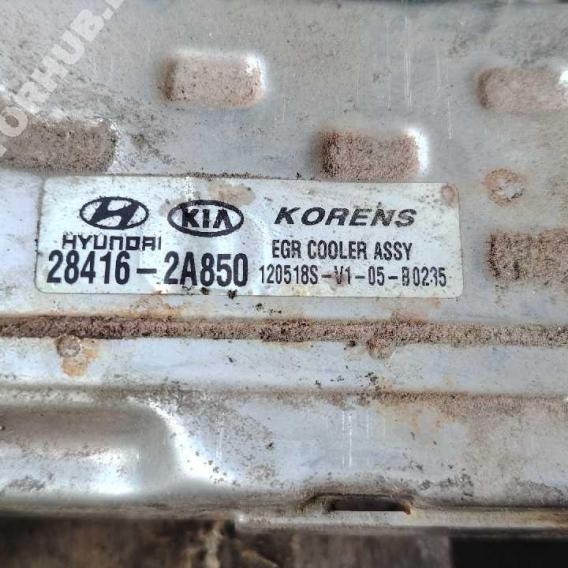 HYUNDAI KIA KORENS
EGR COOLER ASSY
28416-2A850 120518S-V1-05-B0235